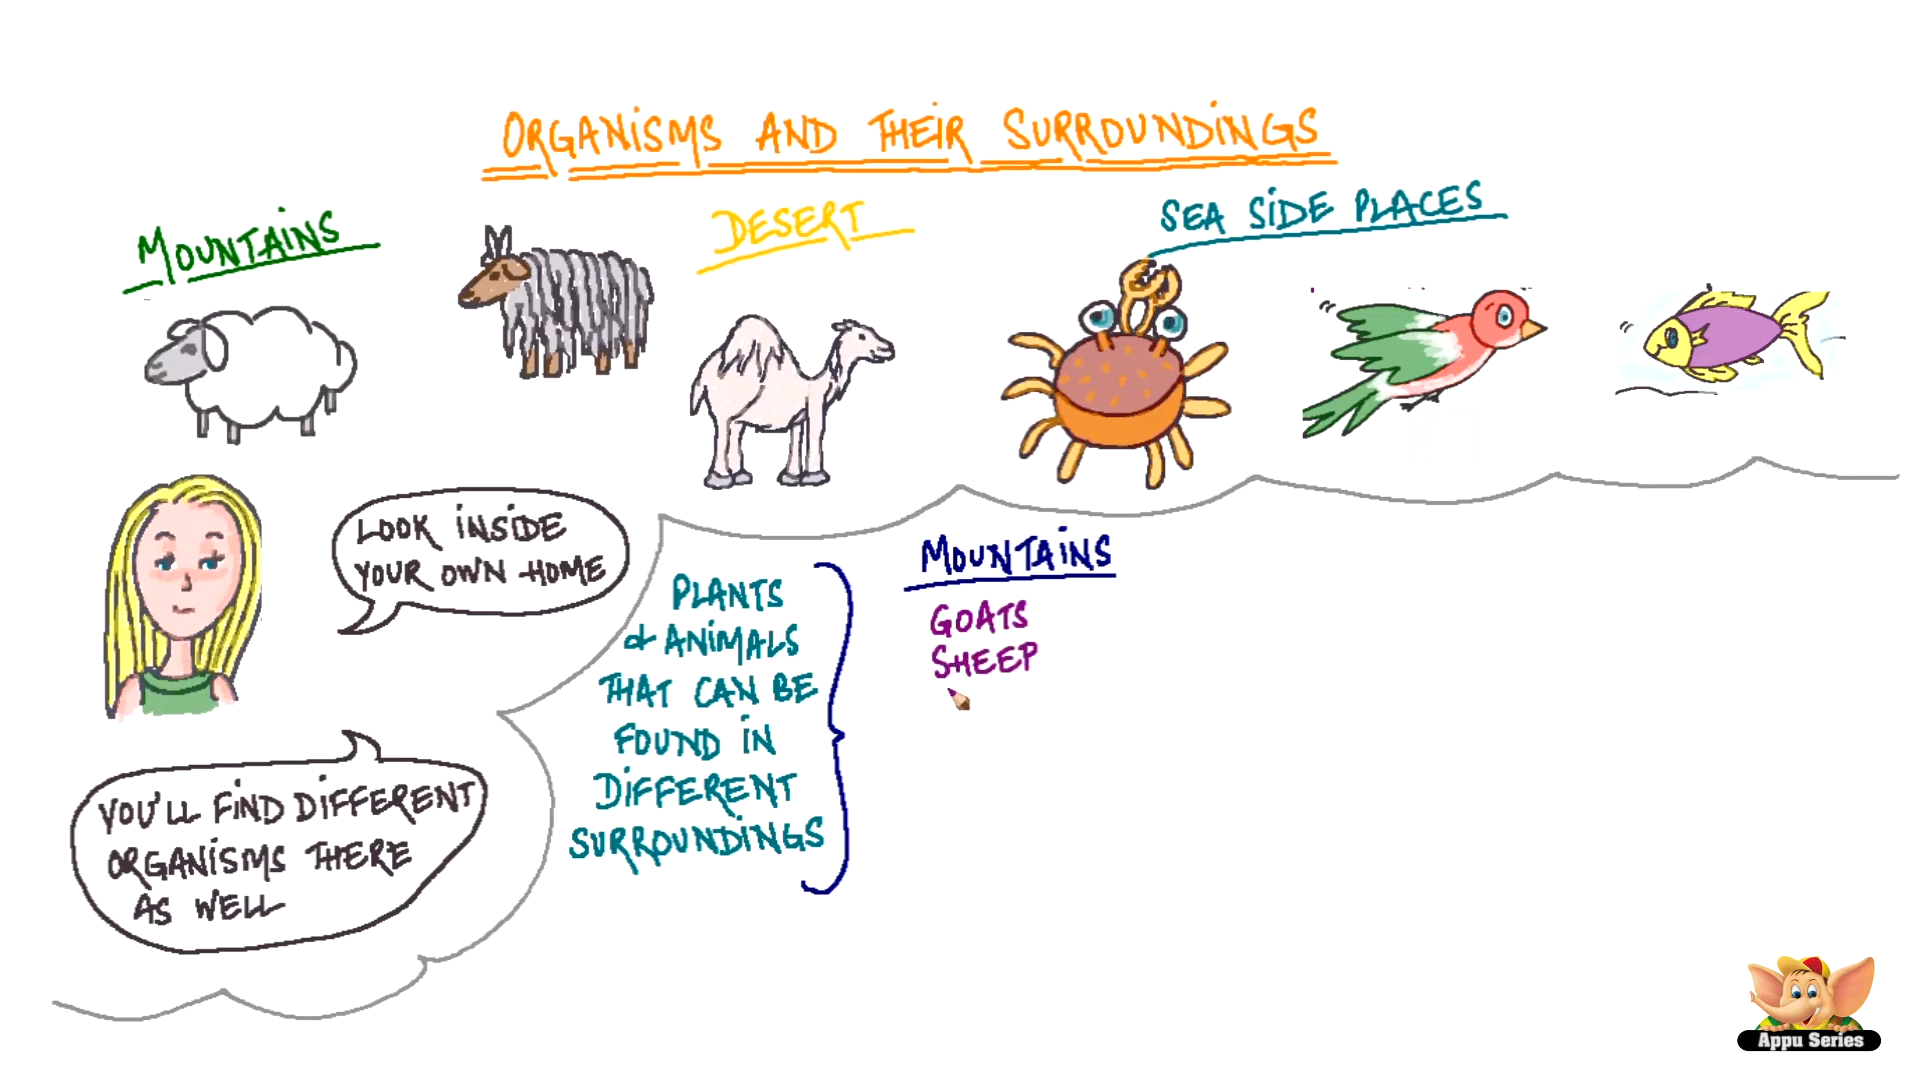 ORGANISMS AND THEIR SURROUNDINGS
MOUNTAINS
DESERT
SEA SIDE PLACES
LOOK INSIDE
YOUR OWN HOME
YOU'LL FIND DIFFERENT
ORGANISMS THERE
AS WELL
PLANTS
& ANIMALS
THAT CAN BE
FOUND IN
DIFFERENT
SURROUNDINGS
MOUNTAINS
GOATS
SHEEP
Appu Series